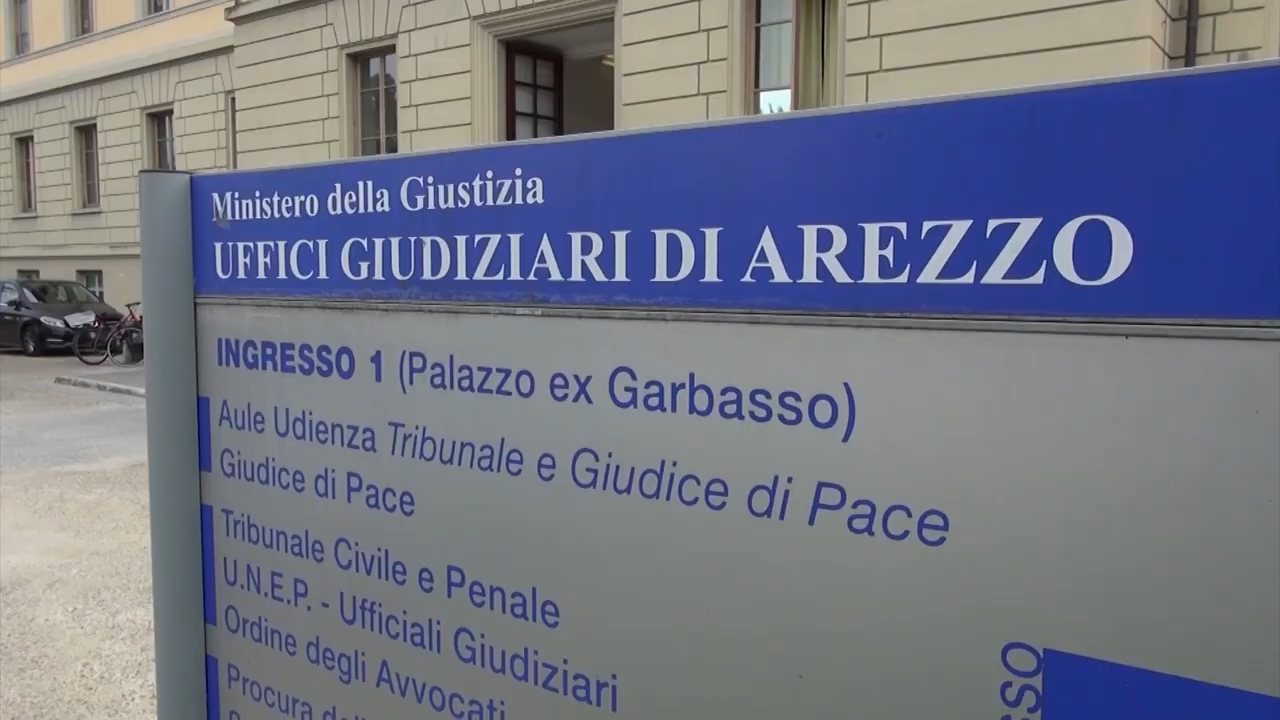 Ministero della Giustizia
UFFICI GIUDIZIARI DI AREZZO
INGRESSO 1 (Palazzo ex Garbasso)
Aule Udienza Tribunale e Giudice di Pace
Giudice di Pace
Tribunale Civile e Penale
U.N.E.P. - Ufficiali Giudiziari
Ordine degli Avvocati
Procura